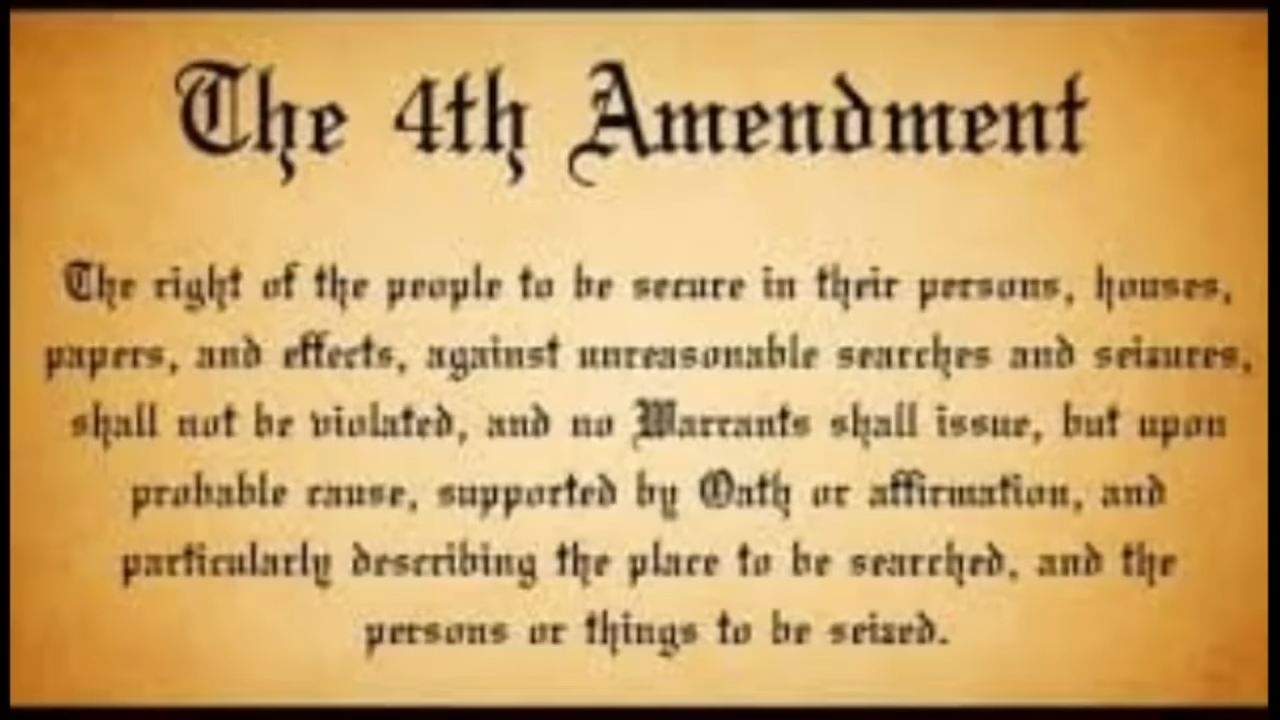 The 4th Amendment
The right of the people to be secure in their persons, houses,
papers, and effects, against unreasonable searches and seizures,
shall not be violated, and no Warrants shall issue, but upon
probable cause, supported by Oath or affirmation, and
particularly describing the place to be searched, and the
persons or things to be seized.